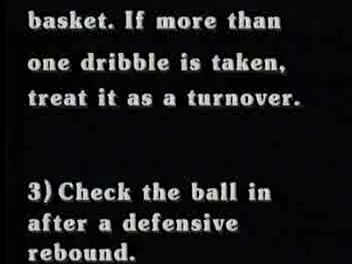 basket. If more than
one dribble is taken,
treat it as a turnover.
3) Check the ball in
after a defensive
rebound.